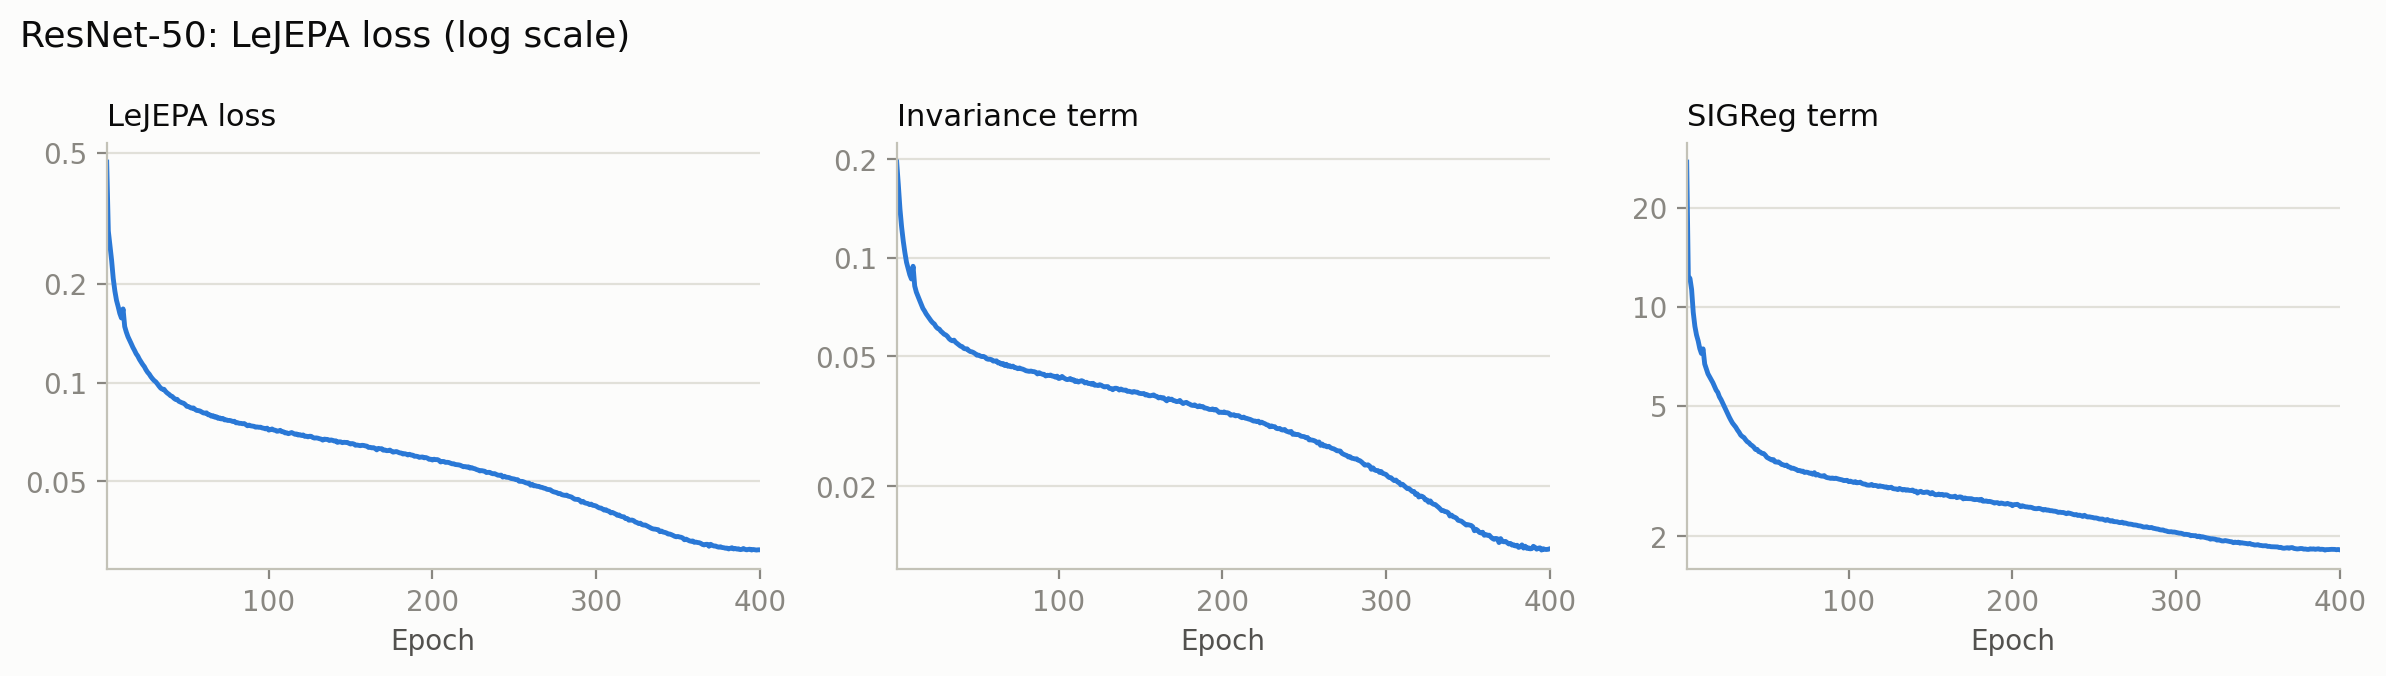 ResNet-50: LeJEPA loss (log scale)
LeJEPA loss
0.5
0.2
0.1
0.05
100 200 300 400
Epoch
Invariance term
0.2
0.1
0.05
0.02
100 200 300 400
Epoch
SIGReg term
20
10
5
2
100 200 300 400
Epoch